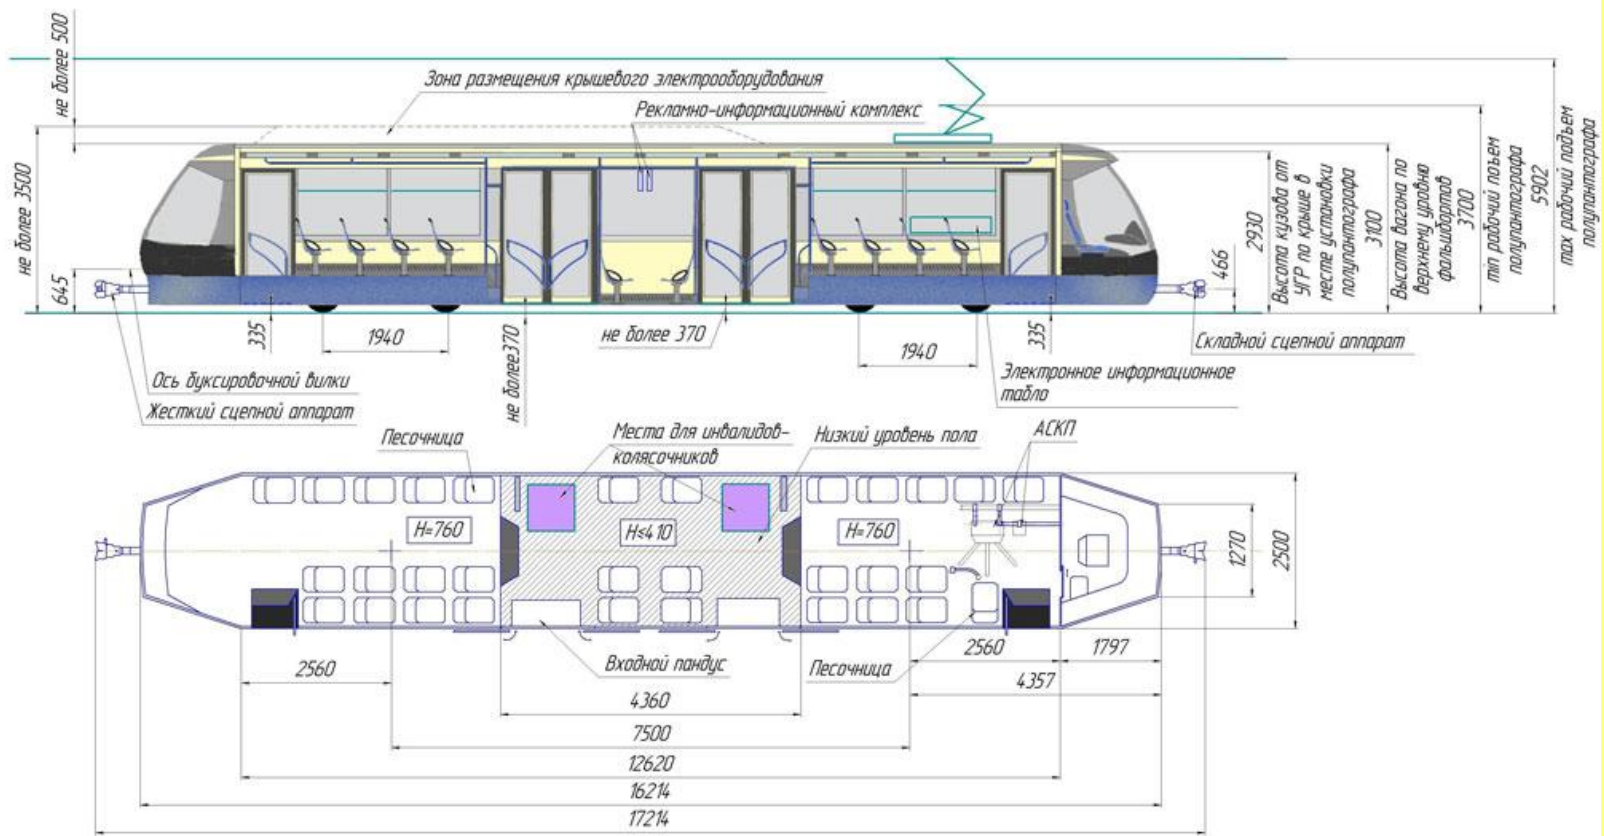 не более 500
Зона размещения крышевого электрооборудования
Рекламно-информационный комплекс
не более 3500
645
335
1940
не более370
не более 370
1940
335
466
2930
Высота кузова от
УГР по крыше в
месте установки
полупантографа
3100
Высота вагона по
верхнему уровню
фальшбортов
3700
min рабочий подъем
полупантографа
5902
max рабочий подъем
полупантографа
Складной сцепной аппарат
Электронное информационное
табло
Ось буксировочной вилки
Жесткий сцепной аппарат
Песочница
Места для инвалидов-
колясочников
Низкий уровень пола
АСКП
H=760
H≤410
H=760
1270
2500
Входной пандус
Песочница
2560
2560
1797
4357
4360
7500
12620
16214
17214